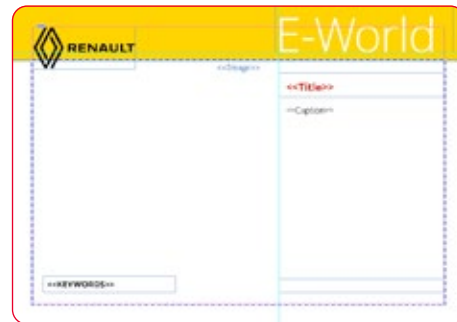 RENAULT
E-World
<<Image>>
<<Title>>
<<Caption>>
<<KEYWORDS>>